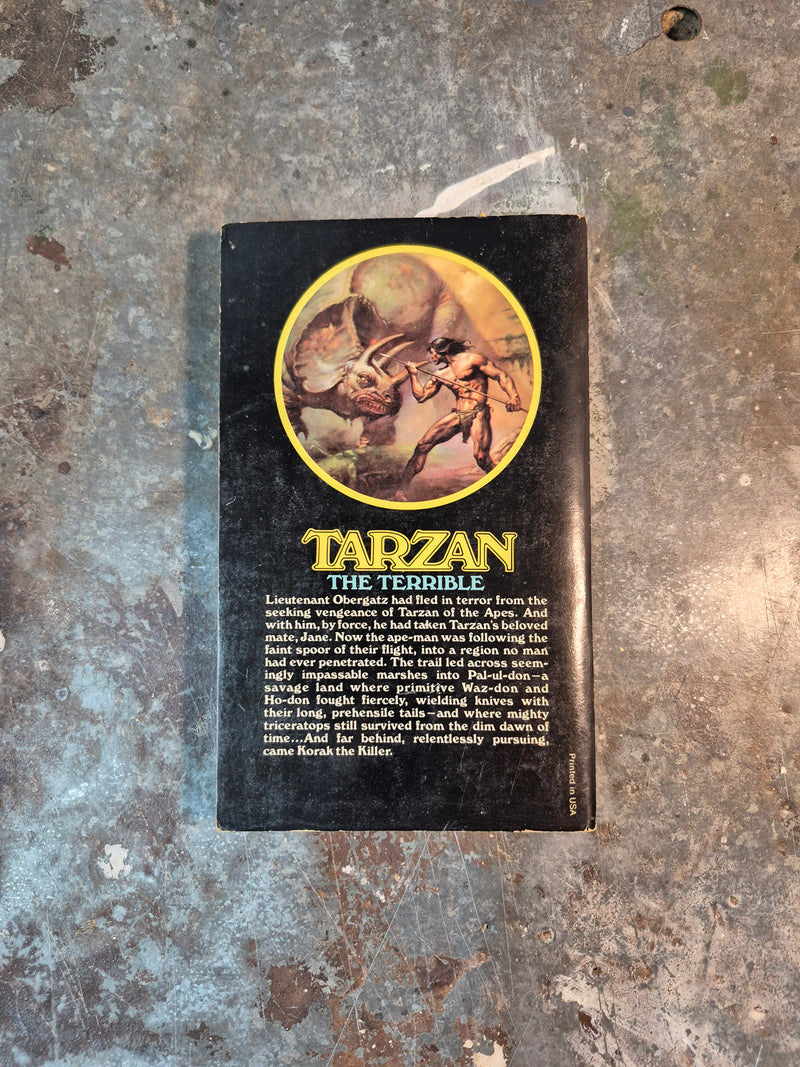 TARZAN
THE TERRIBLE
Lieutenant Obergatz had fled in terror from the
seeking vengeance of Tarzan of the Apes. And
with him, by force, he had taken Tarzan's beloved
mate, Jane. Now the ape-man was following the
faint spoor of their flight, into a region no man
had ever penetrated. The trail led across seem-
ingly impassable marshes into Pal-ul-don—a
savage land where primitive Waz-don and
Ho-don fought fiercely, wielding knives with
their long, prehensile tails—and where mighty
triceratops still survived from the dim dawn of
time...And far behind, relentlessly pursuing,
came Korak the Killer.
Printed in USA